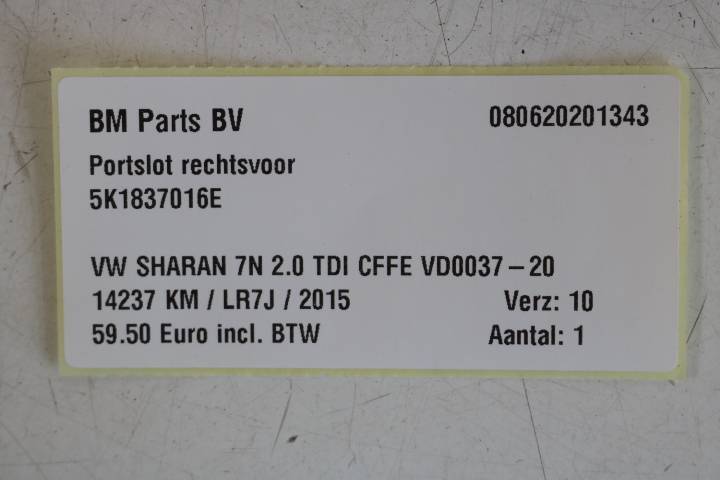 BM Parts BV 080620201343
Portslot rechtsvoor
5K1837016E
VW SHARAN 7N 2.0 TDI CFFE VD0037-20
14237 KM / LR7J / 2015 Verz: 10
59.50 Euro incl. BTW Aantal: 1